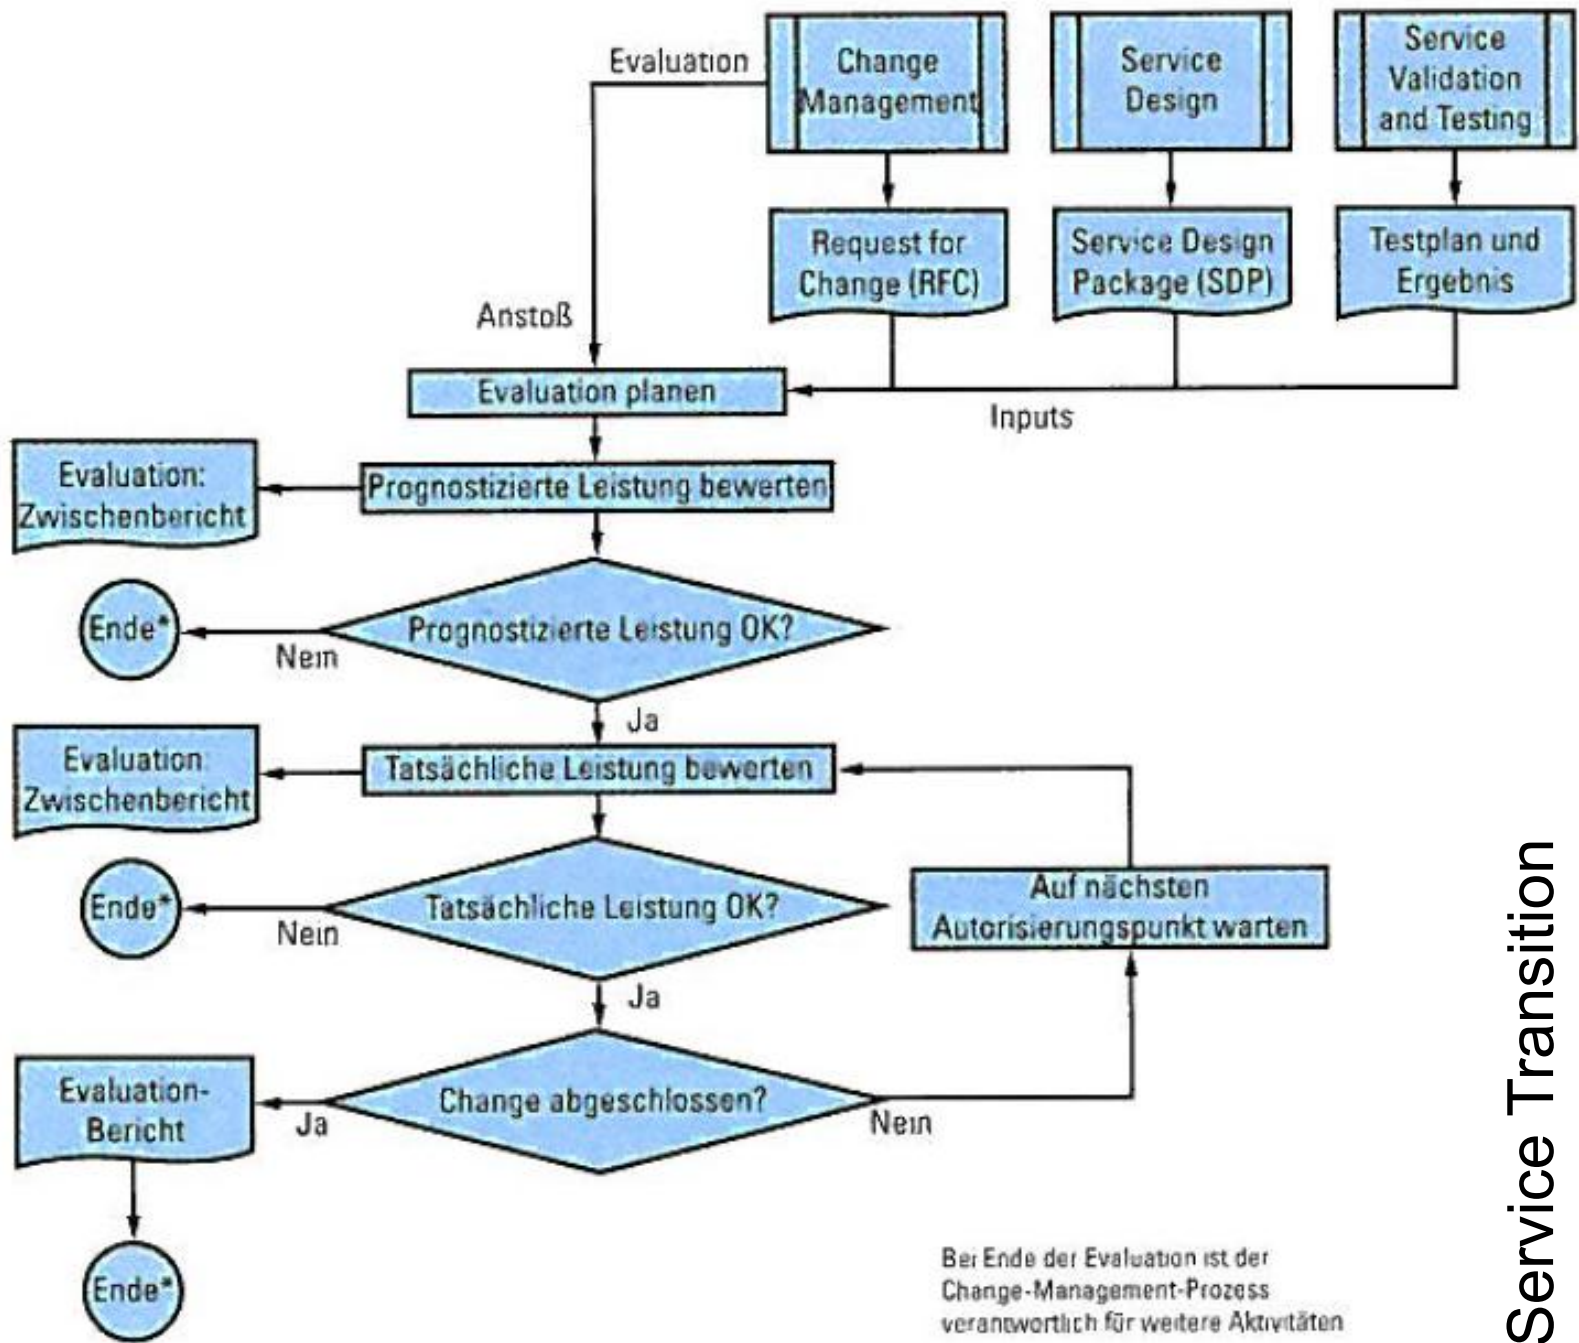 Evaluation
Change
Management
Service
Design
Service
Validation
and Testing
Request for
Change (RFC)
Service Design
Package (SDP)
Testplan und
Ergebnis
Anstoß
Evaluation planen
Inputs
Evaluation:
Zwischenbericht
Prognostizierte Leistung bewerten
Ende*
Nein
Prognostizierte Leistung OK?
Ja
Evaluation:
Zwischenbericht
Tatsächliche Leistung bewerten
Ende*
Nein
Tatsächliche Leistung OK?
Auf nächsten
Autorisierungspunkt warten
Ja
Evaluation-
Bericht
Ja
Change abgeschlossen?
Nein
Ende*
Bei Ende der Evaluation ist der
Change-Management-Prozess
verantwortlich für weitere Aktivitäten
Service Transition